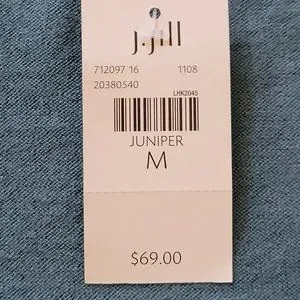 J.Jill
712097 16 1108
20380540
LHK2045
JUNIPER
M
$69.00